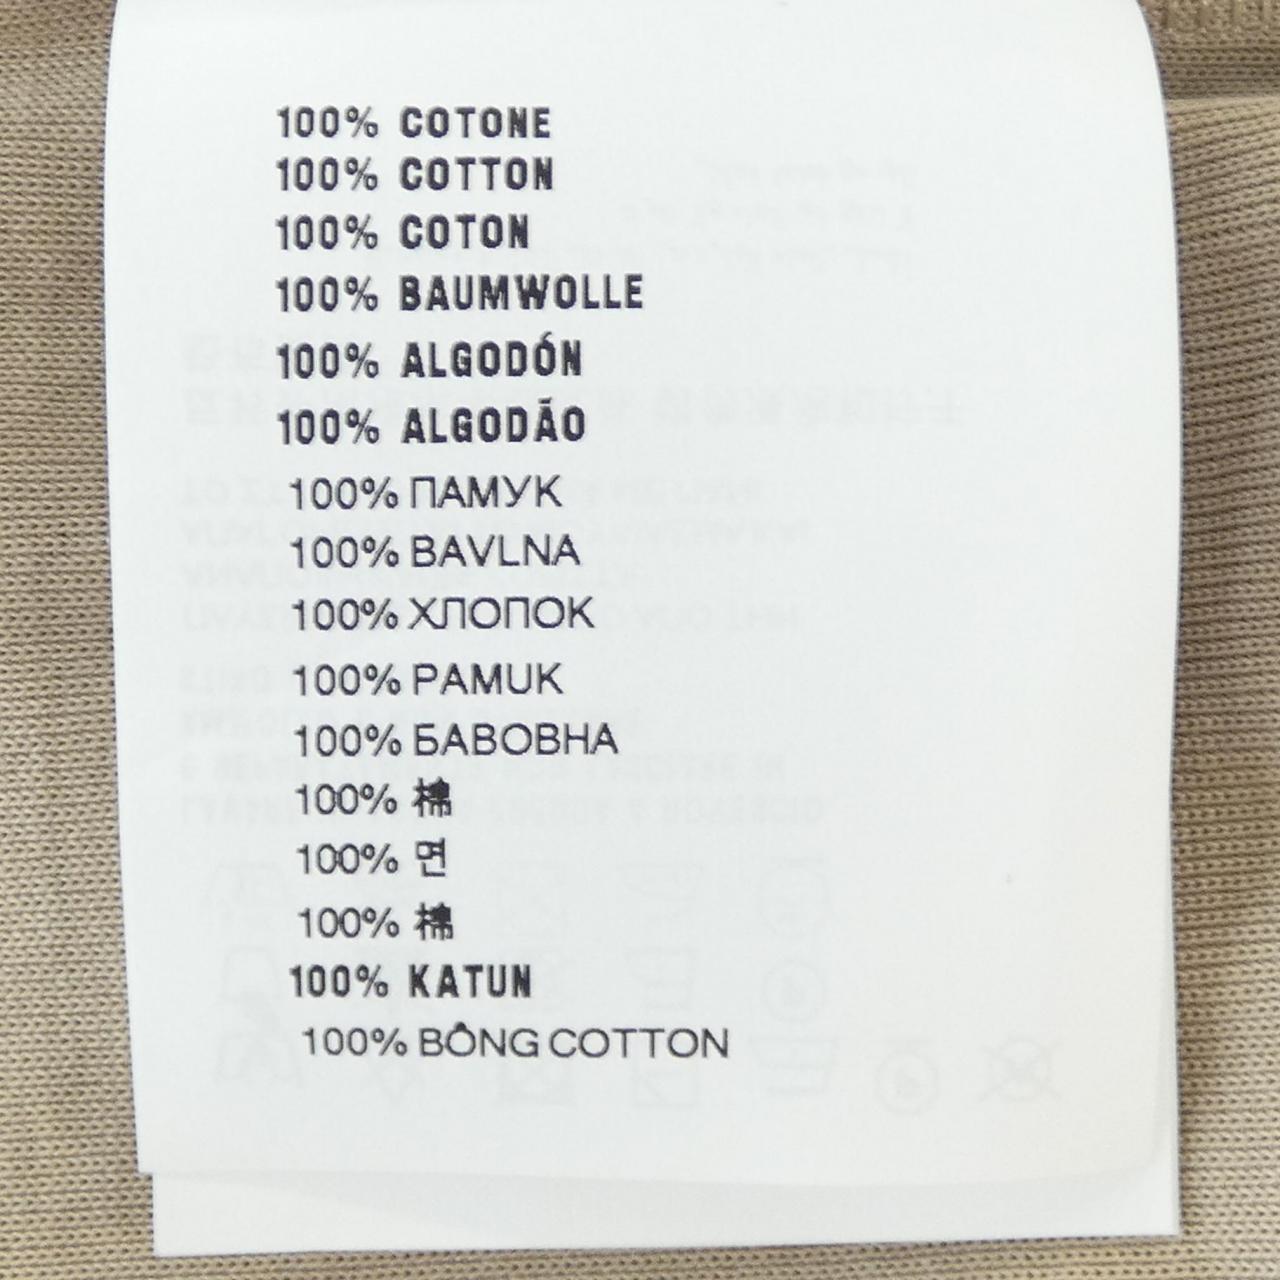 100% COTONE
100% COTTON
100% COTON
100% BAUMWOLLE
100% ALGODÓN
100% ALGODÃO
100% ПАМУК
100% BAVLNA
100% ХЛОПОК
100% PAMUK
100% БАВОВНА
100% 棉
100% 면
100% 棉
100% KATUN
100% BÔNG COTTON